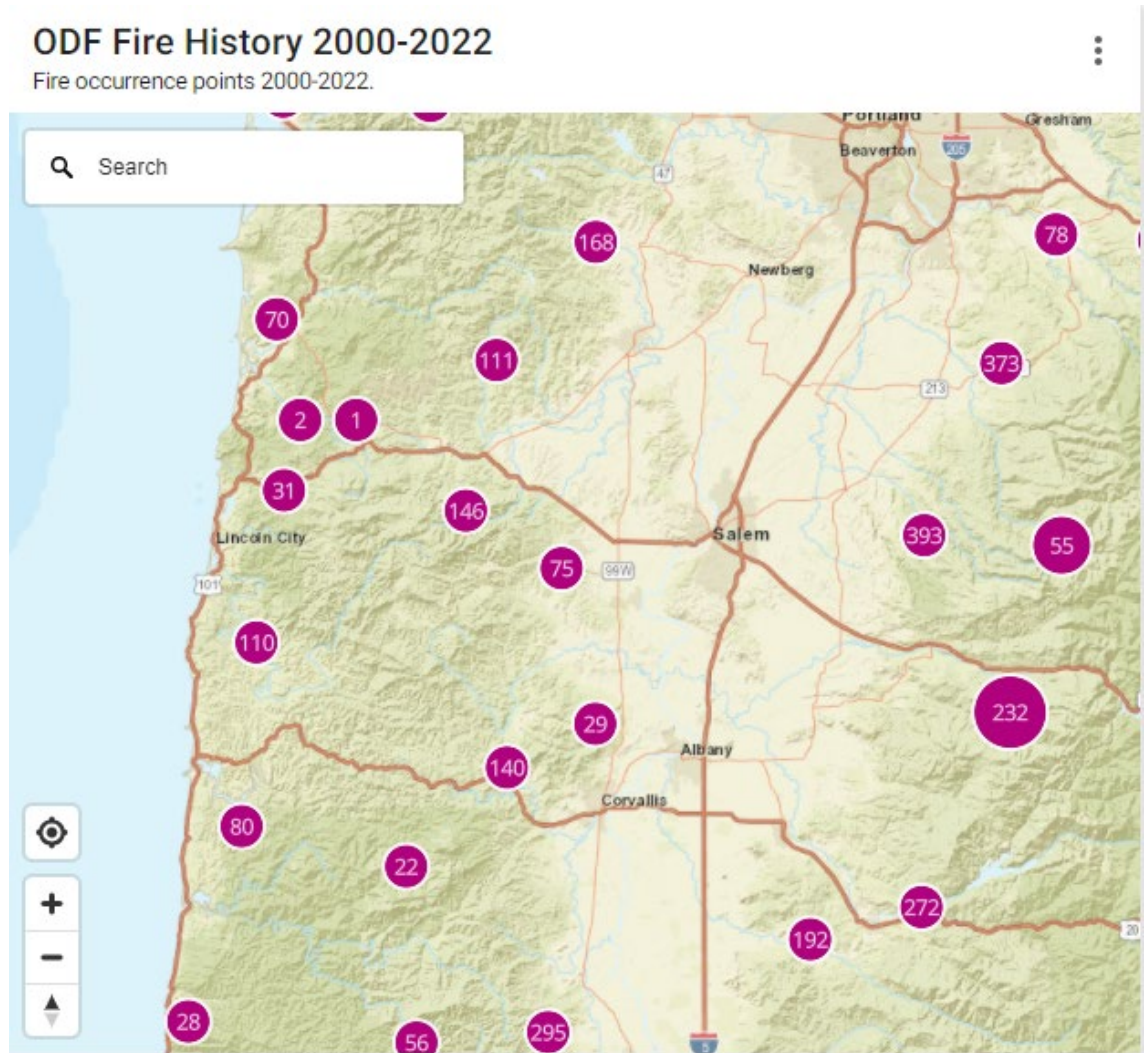 ODF Fire History 2000-2022
Fire occurrence points 2000-2022.
Search
Portland
Gresham
Beaverton
205
47
168
78
Newberg
70
111
373
213
2
1
31
146
Lincoln City
Salem
393
55
75
99W
101
110
232
29
Albany
140
Corvallis
80
22
272
192
20
28
295
56
5